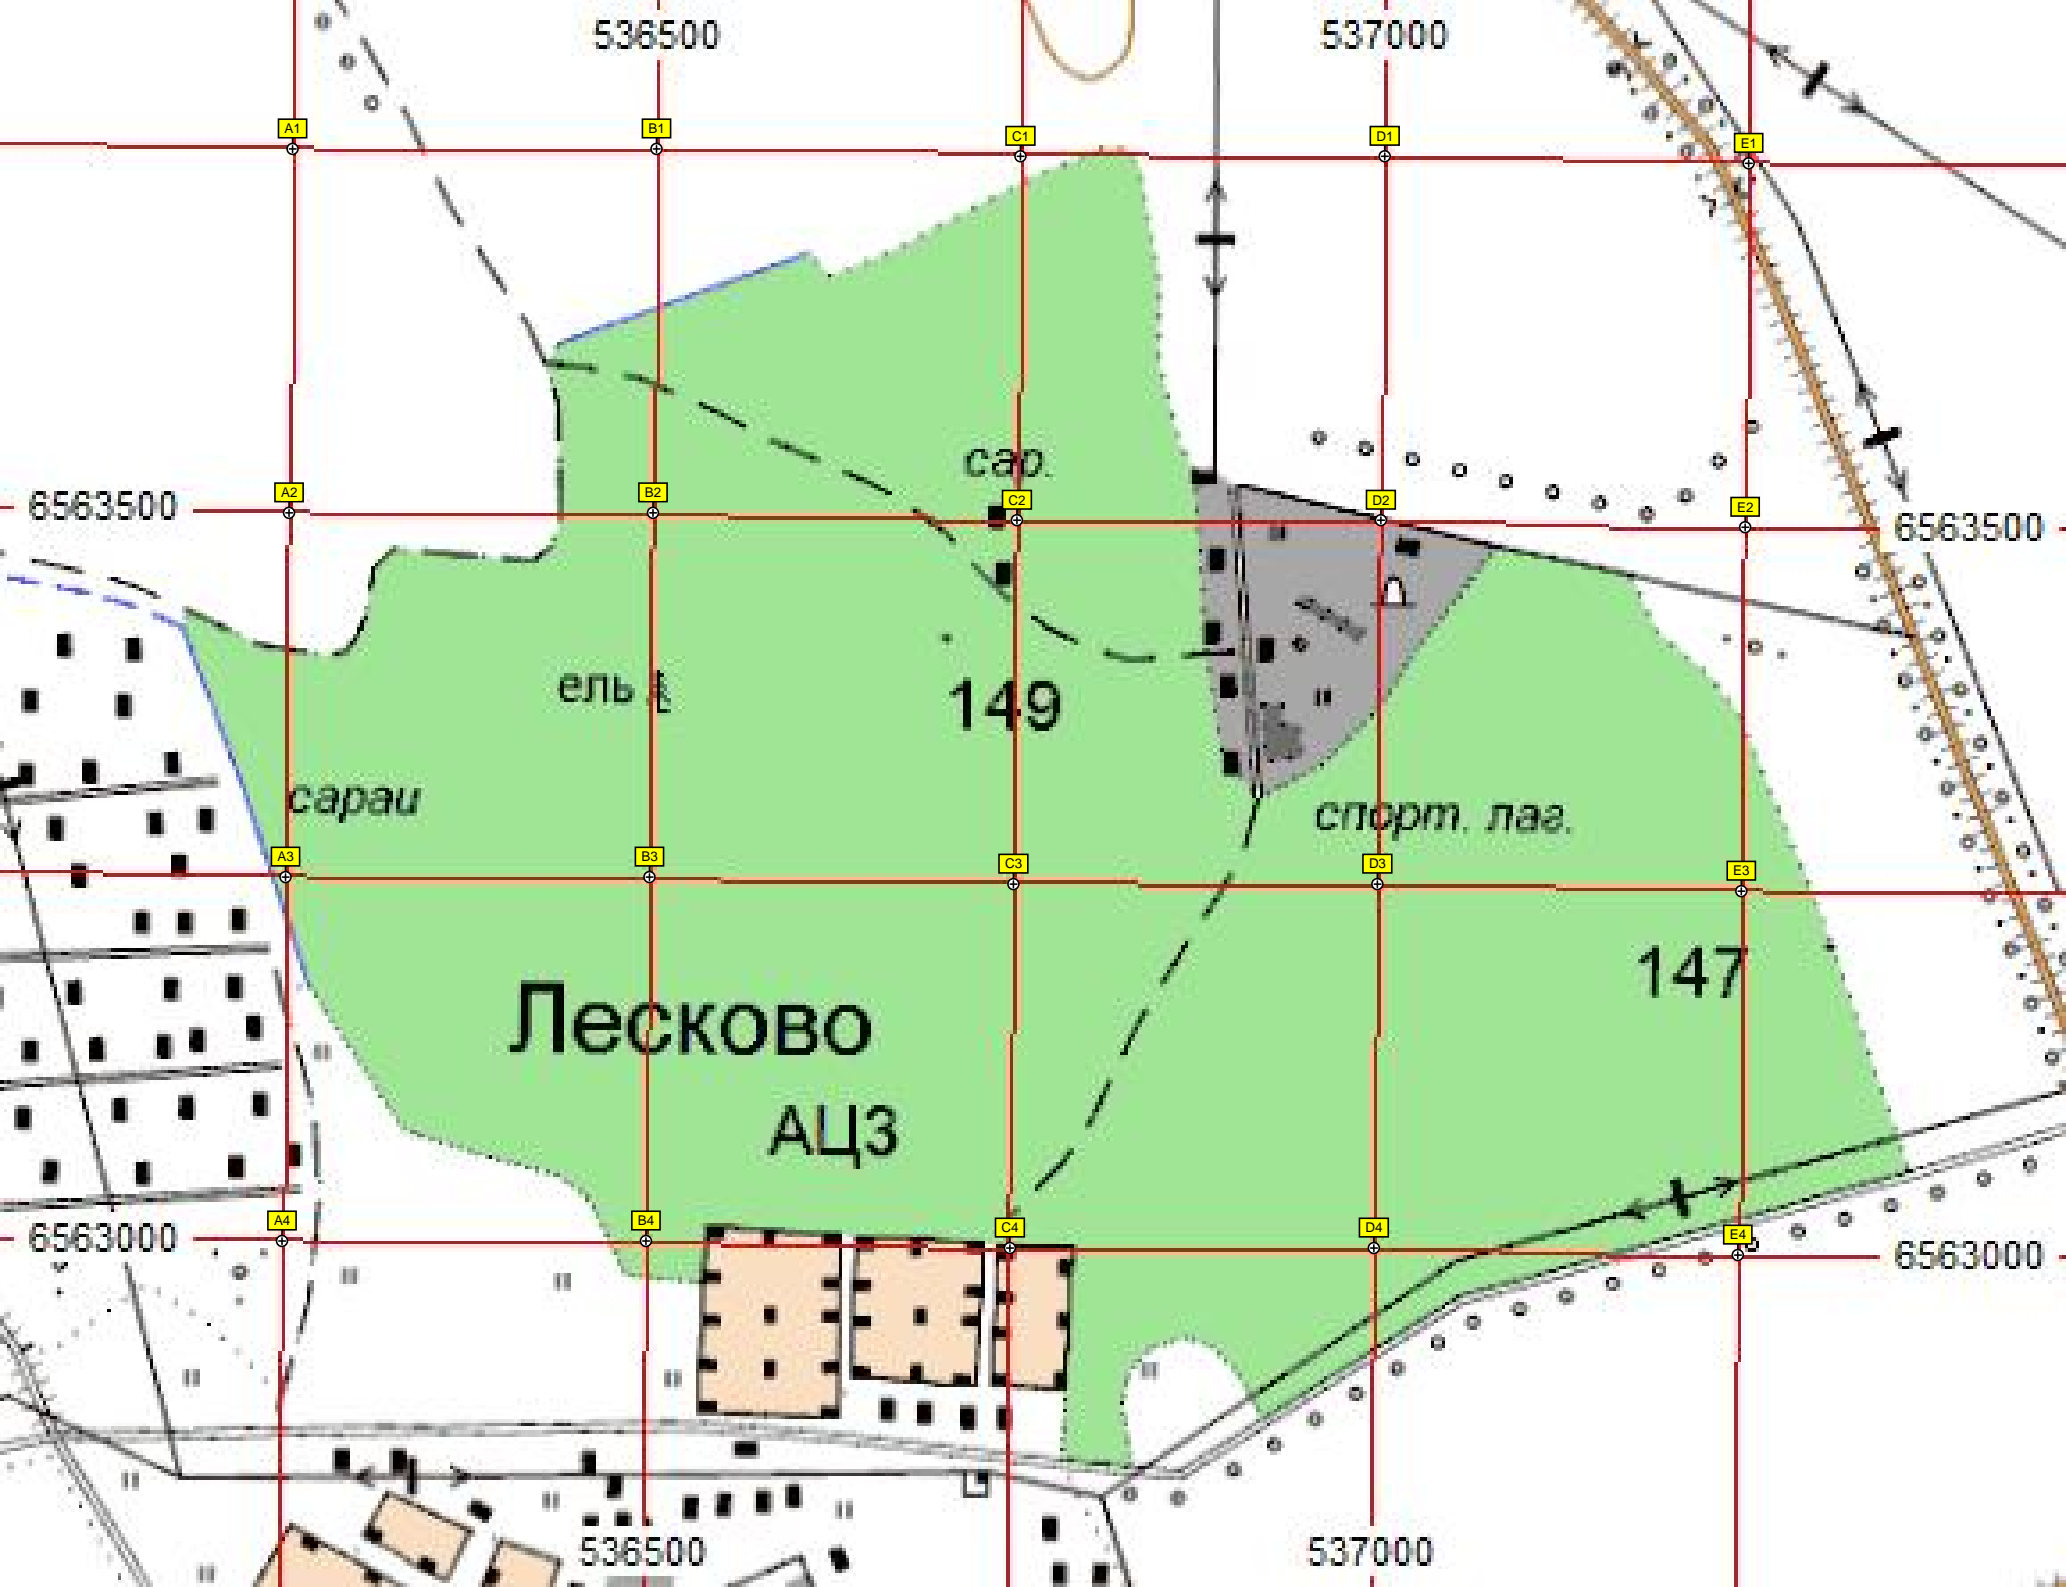 536500 537000
A1 B1 C1 D1 E1
сар.
6563500 A2 B2 C2 D2 E2 6563500
ель 149
сараи спорт. лаг.
A3 B3 C3 D3 E3
147
Лесково
АЦЗ
6563000 A4 B4 C4 D4 E4 6563000
536500 537000